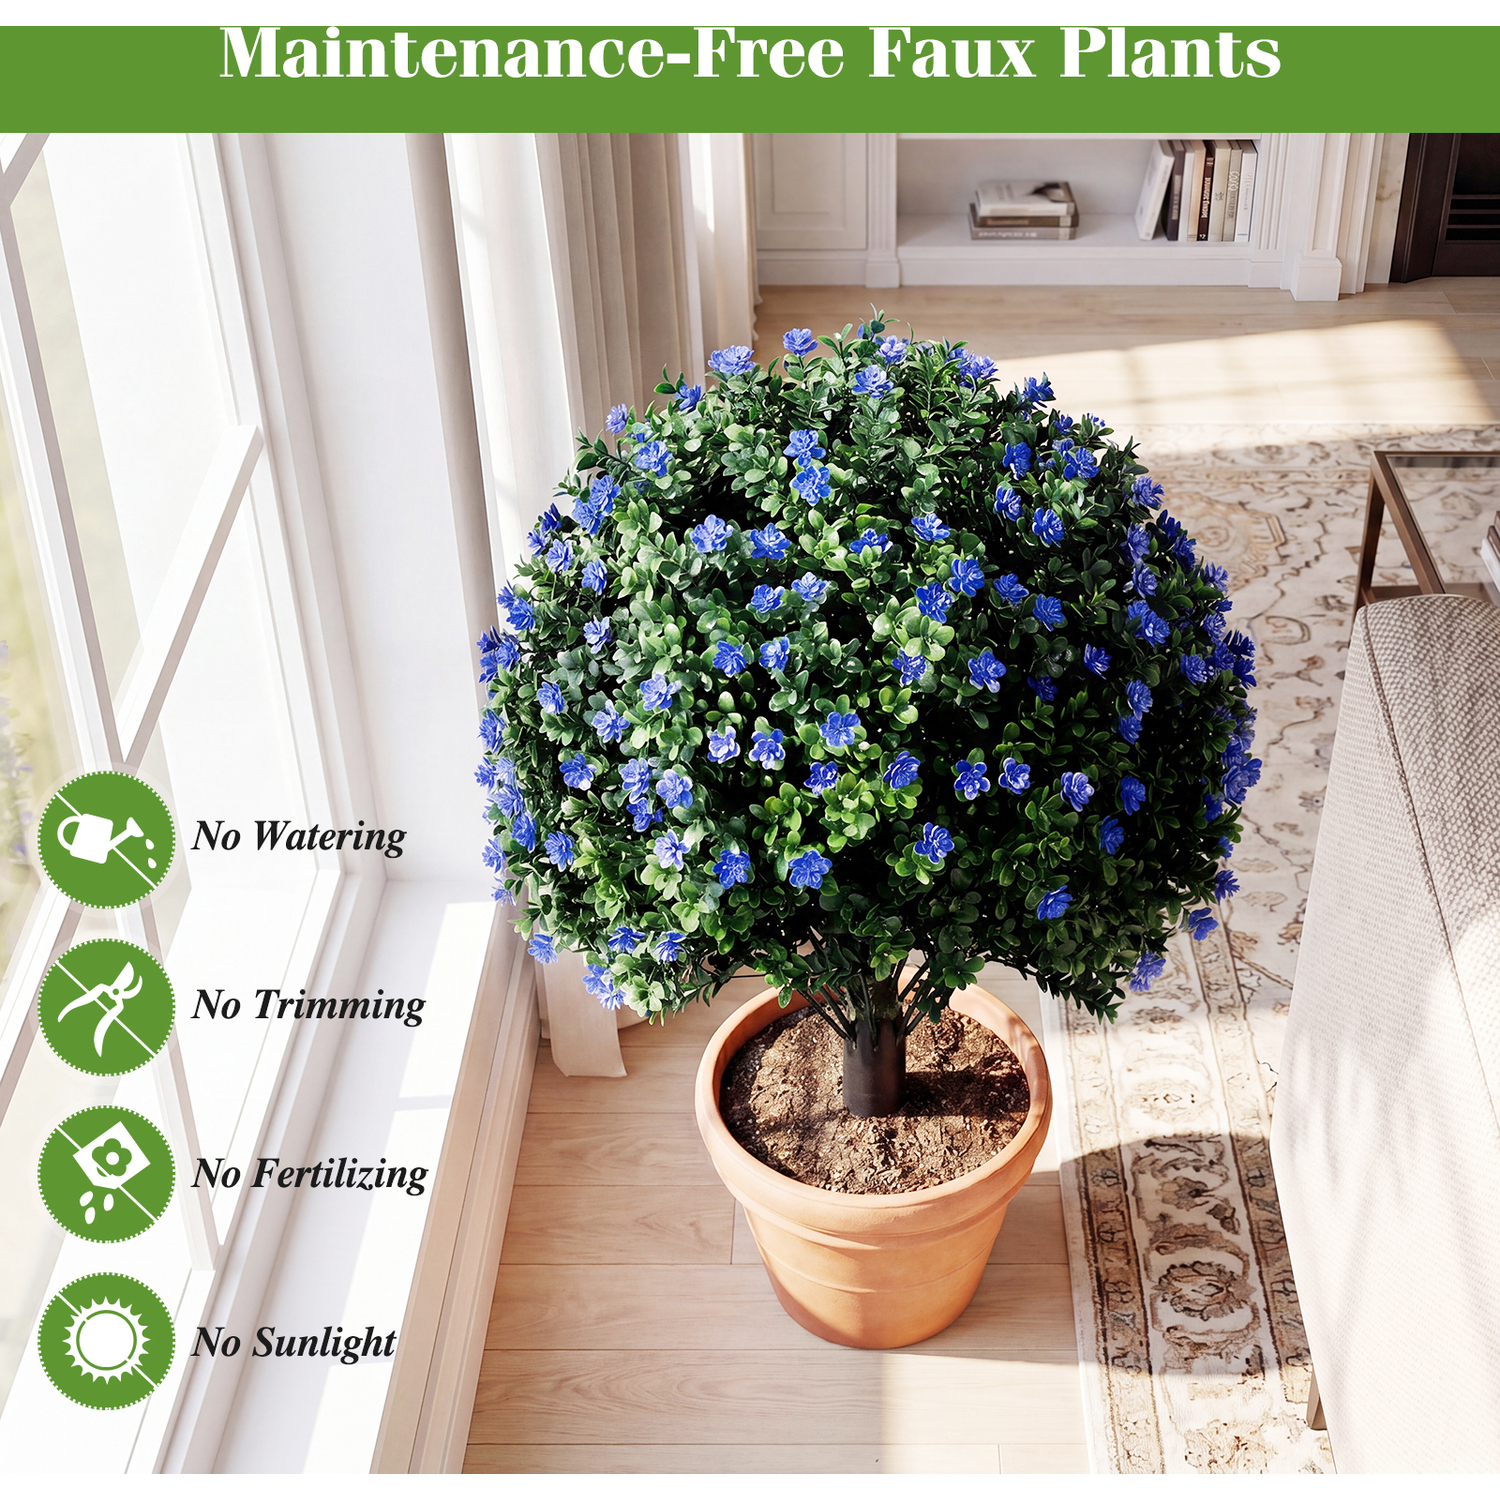 Maintenance-Free Faux Plants
No Watering
No Trimming
No Fertilizing
No Sunlight